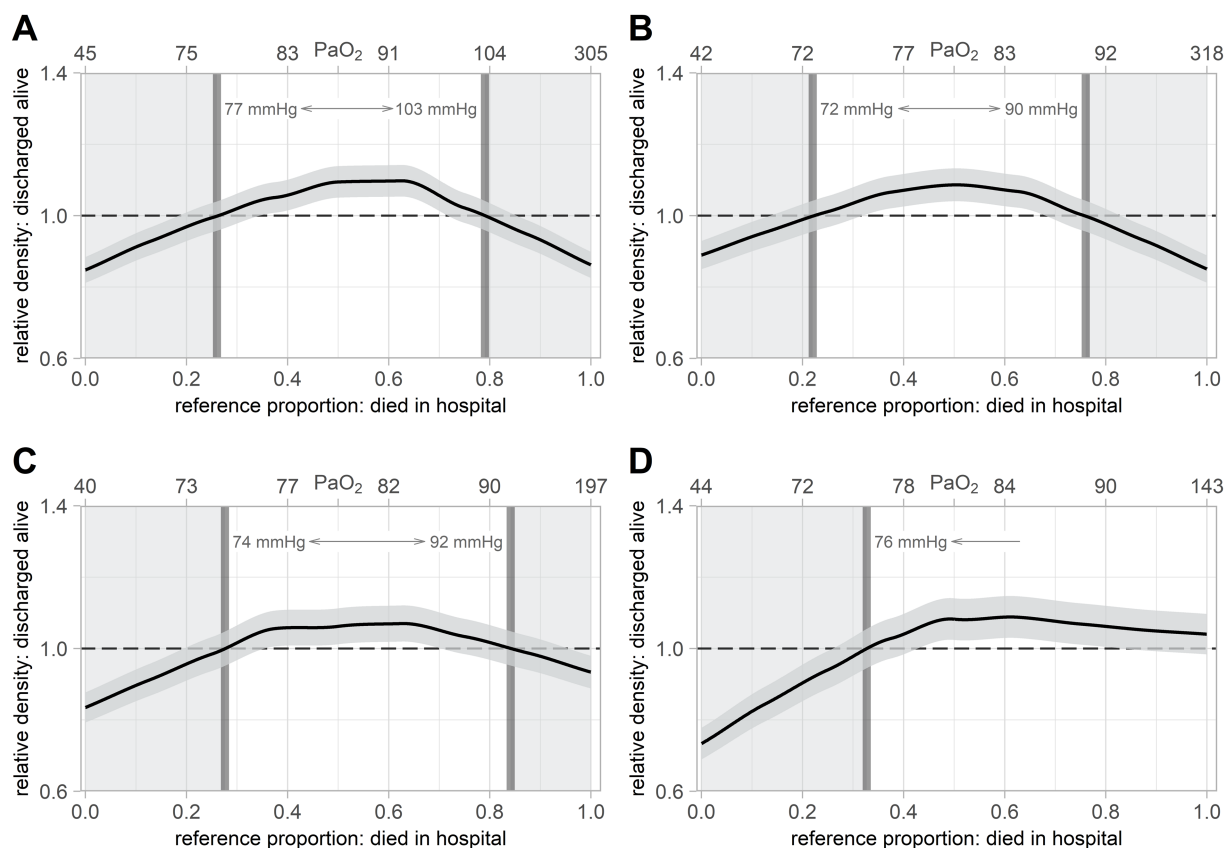 A
PaO2
45 75 83 91 104 305
1.4
1.0
0.6
77 mmHg 103 mmHg
relative density: discharged alive
0.0 0.2 0.4 0.6 0.8 1.0
reference proportion: died in hospital
B
PaO2
42 72 77 83 92 318
1.4
1.0
0.6
72 mmHg 90 mmHg
relative density: discharged alive
0.0 0.2 0.4 0.6 0.8 1.0
reference proportion: died in hospital
C
PaO2
40 73 77 82 90 197
1.4
1.0
0.6
74 mmHg 92 mmHg
relative density: discharged alive
0.0 0.2 0.4 0.6 0.8 1.0
reference proportion: died in hospital
D
PaO2
44 72 78 84 90 143
1.4
1.0
0.6
76 mmHg
relative density: discharged alive
0.0 0.2 0.4 0.6 0.8 1.0
reference proportion: died in hospital